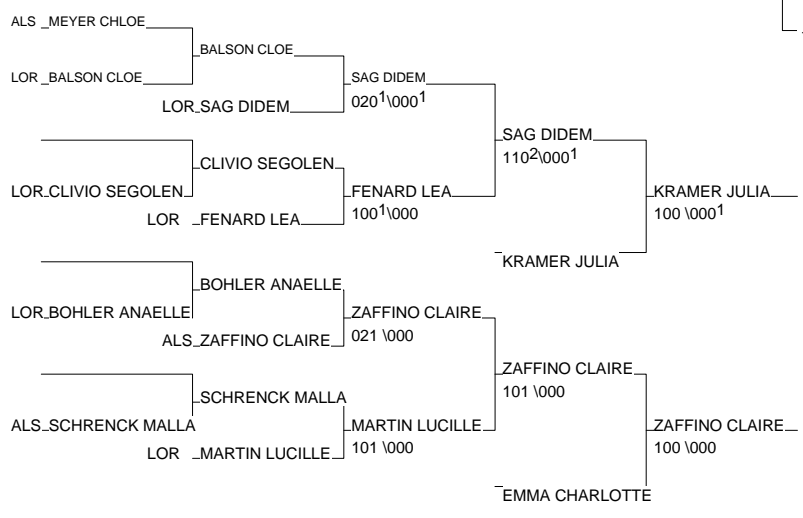 ALS MEYER CHLOE
BALSON CLOE
LOR BALSON CLOE
SAG DIDEM
020¹\000¹
LOR SAG DIDEM
SAG DIDEM
110²\000¹
CLIVIO SEGOLEN
LOR CLIVIO SEGOLEN
FENARD LEA
100¹\000
KRAMER JULIA
100 \000¹
LOR FENARD LEA
KRAMER JULIA
BOHLER ANAELLE
LOR BOHLER ANAELLE
ZAFFINO CLAIRE
021 \000
ALS ZAFFINO CLAIRE
ZAFFINO CLAIRE
101 \000
SCHRENCK MALLA
ALS SCHRENCK MALLA
MARTIN LUCILLE
101 \000
ZAFFINO CLAIRE
100 \000
LOR MARTIN LUCILLE
EMMA CHARLOTTE